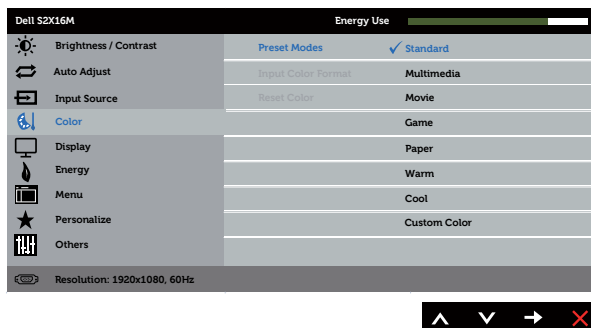 Dell S2X16M Energy Use
Brightness / Contrast Preset Modes Standard
Auto Adjust Input Color Format Multimedia
Input Source Reset Color Movie
Color Game
Display Paper
Energy Warm
Menu Cool
Personalize Custom Color
Others
Resolution: 1920x1080, 60Hz